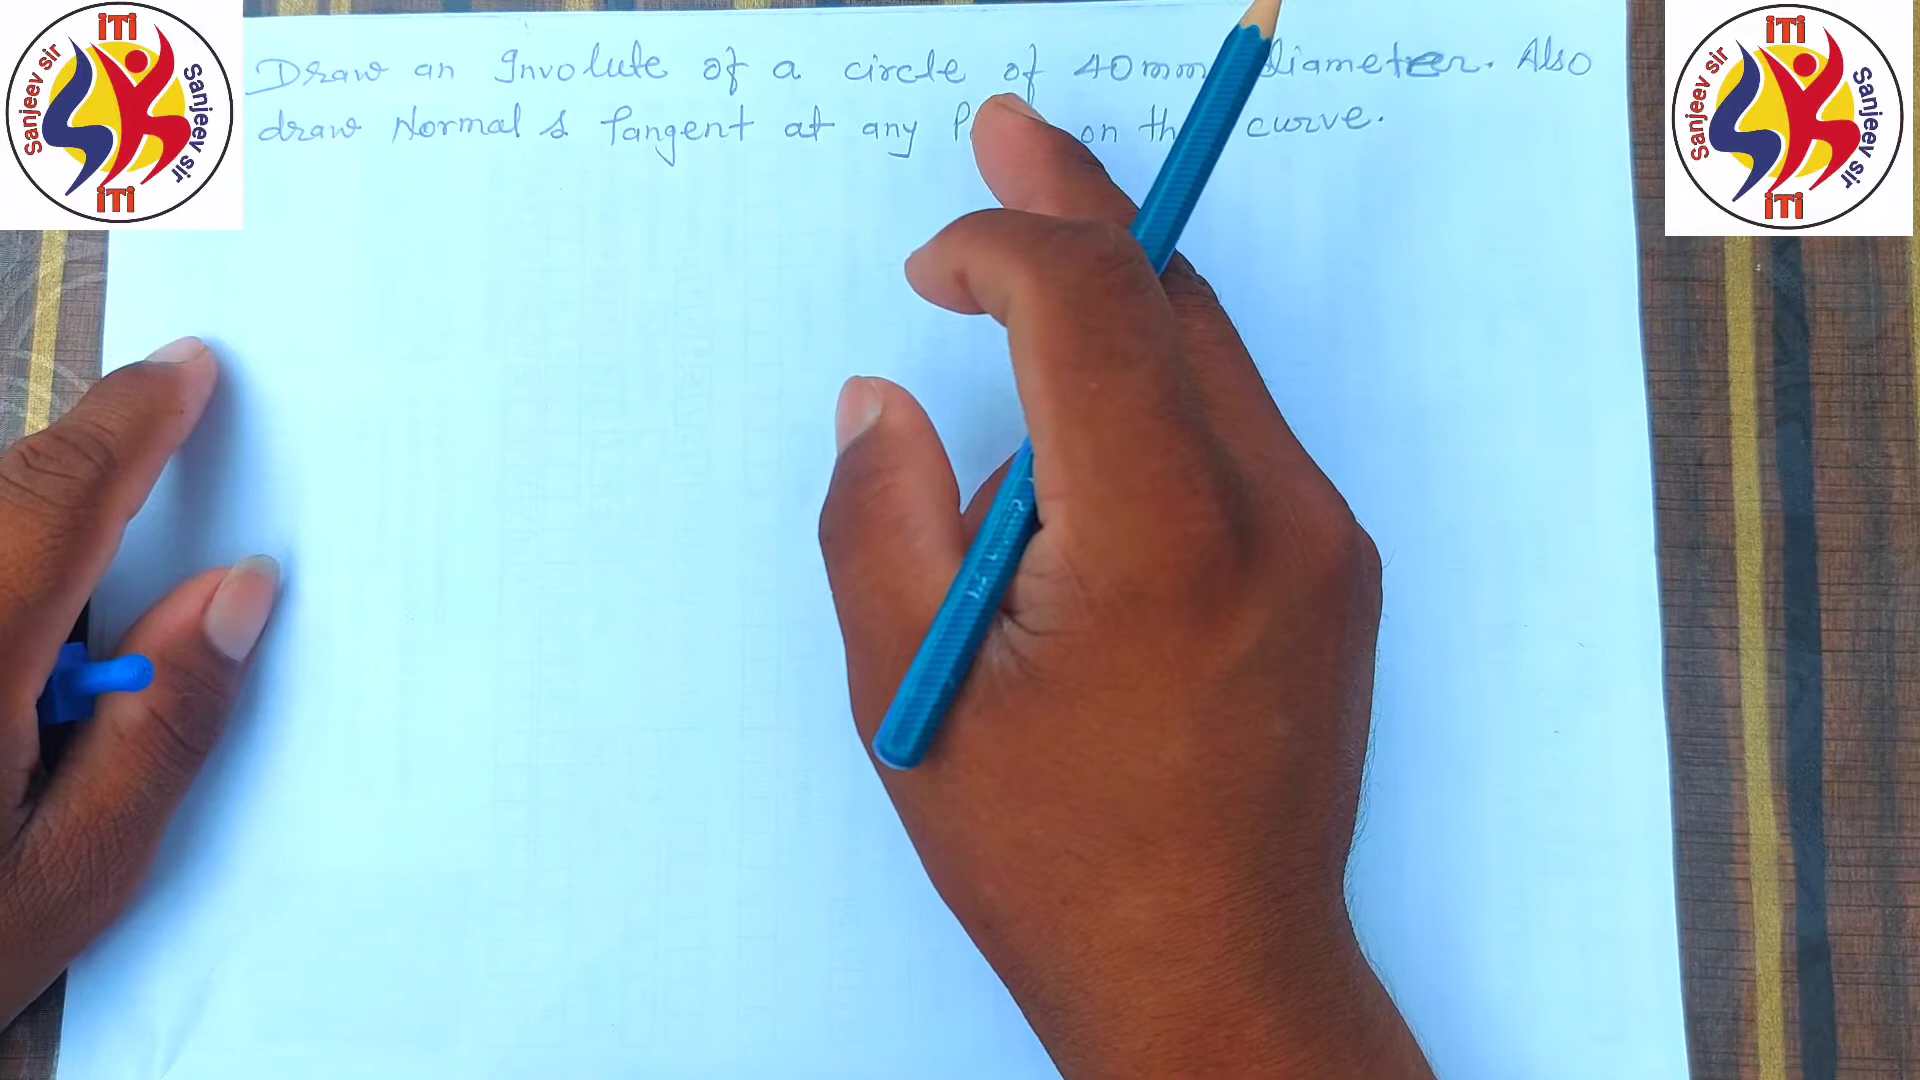 Draw an Involute of a circle of 40mm diameter. Also
draw Normal & Tangent at any on curve.
iTi
Sanjeev sir
Sanjeev sir
iTi
iTi
Sanjeev sir
Sanjeev sir
iTi